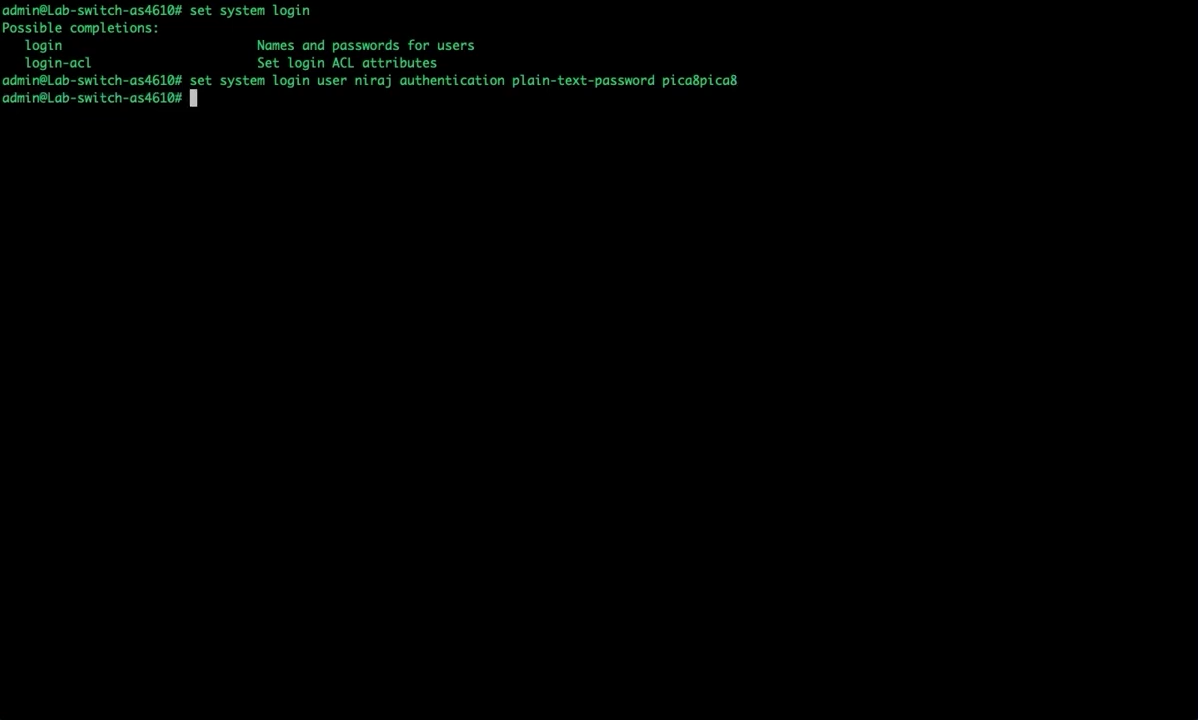 admin@Lab-switch-as4610# set system login
Possible completions:
login Names and passwords for users
login-acl Set login ACL attributes
admin@Lab-switch-as4610# set system login user niraj authentication plain-text-password pica8pica8
admin@Lab-switch-as4610#